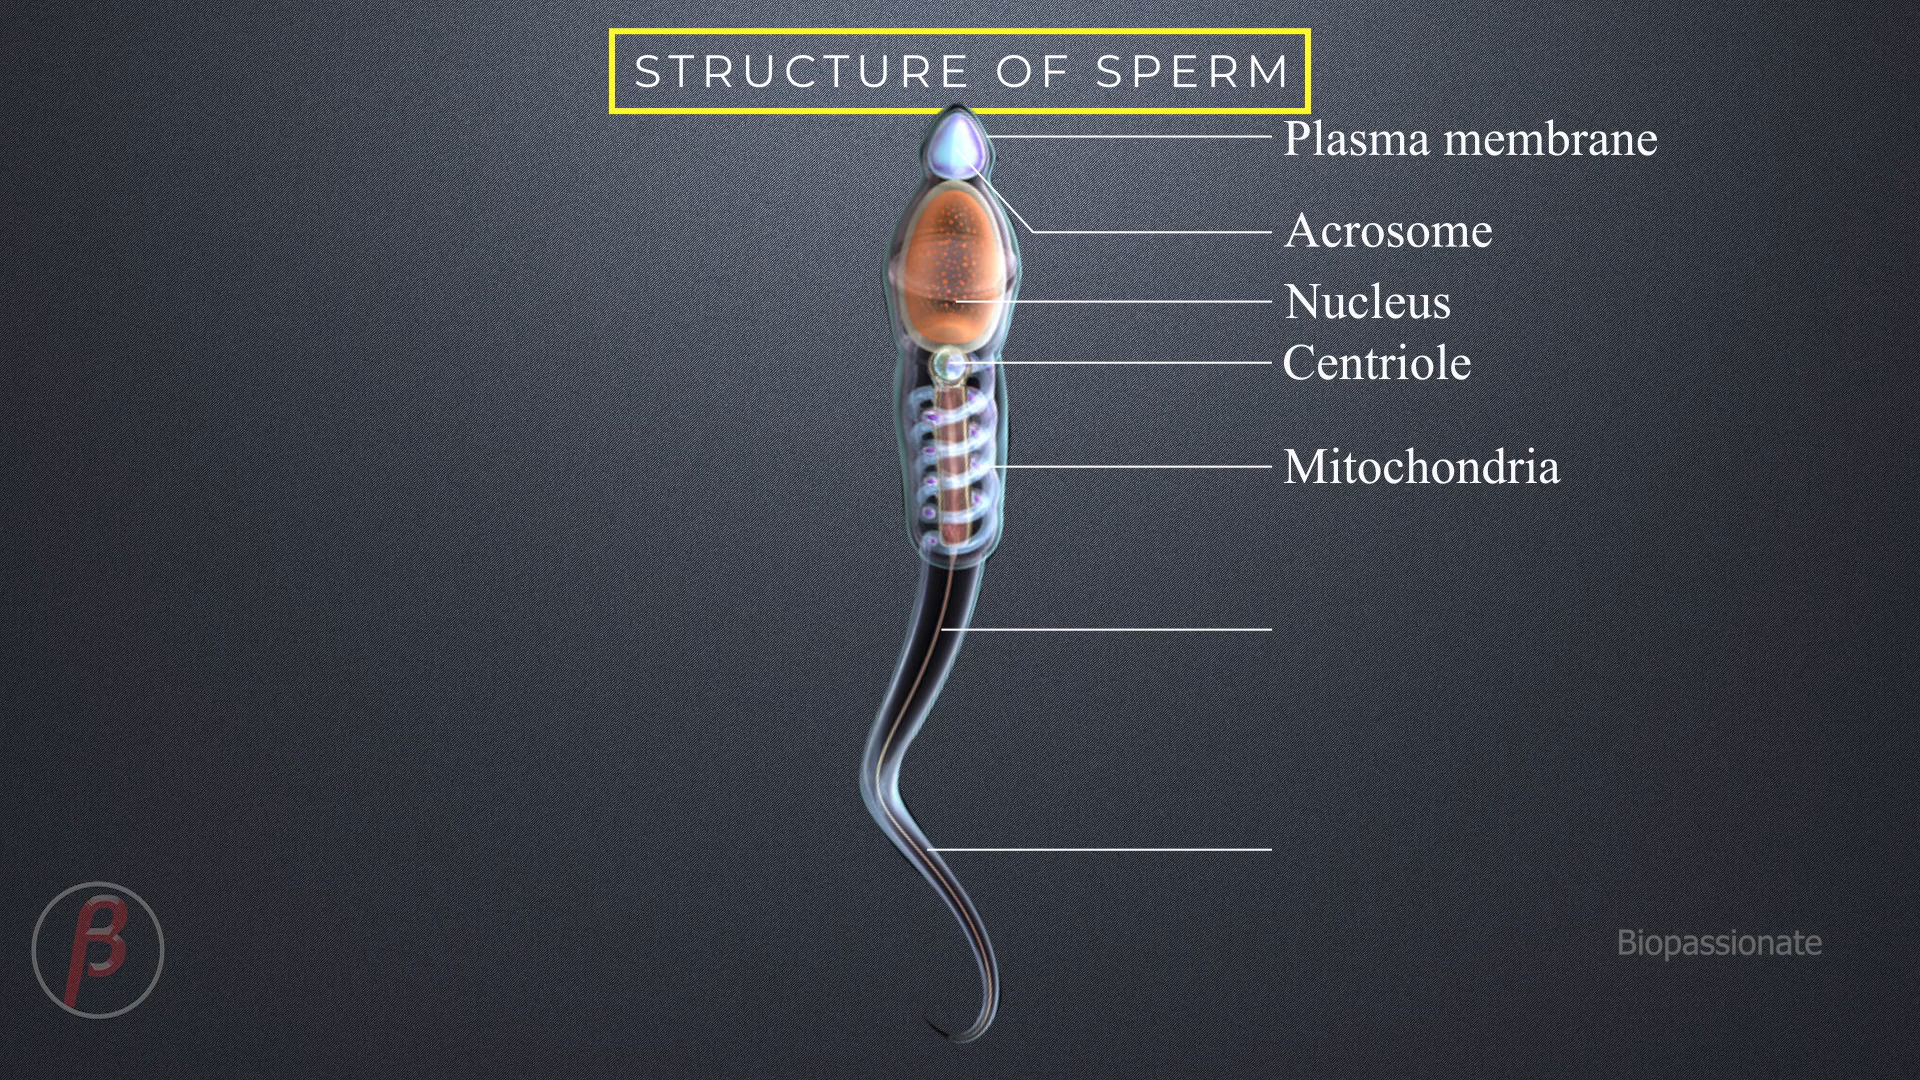 STRUCTURE OF SPERM
Plasma membrane
Acrosome
Nucleus
Centriole
Mitochondria
β
Biopassionate